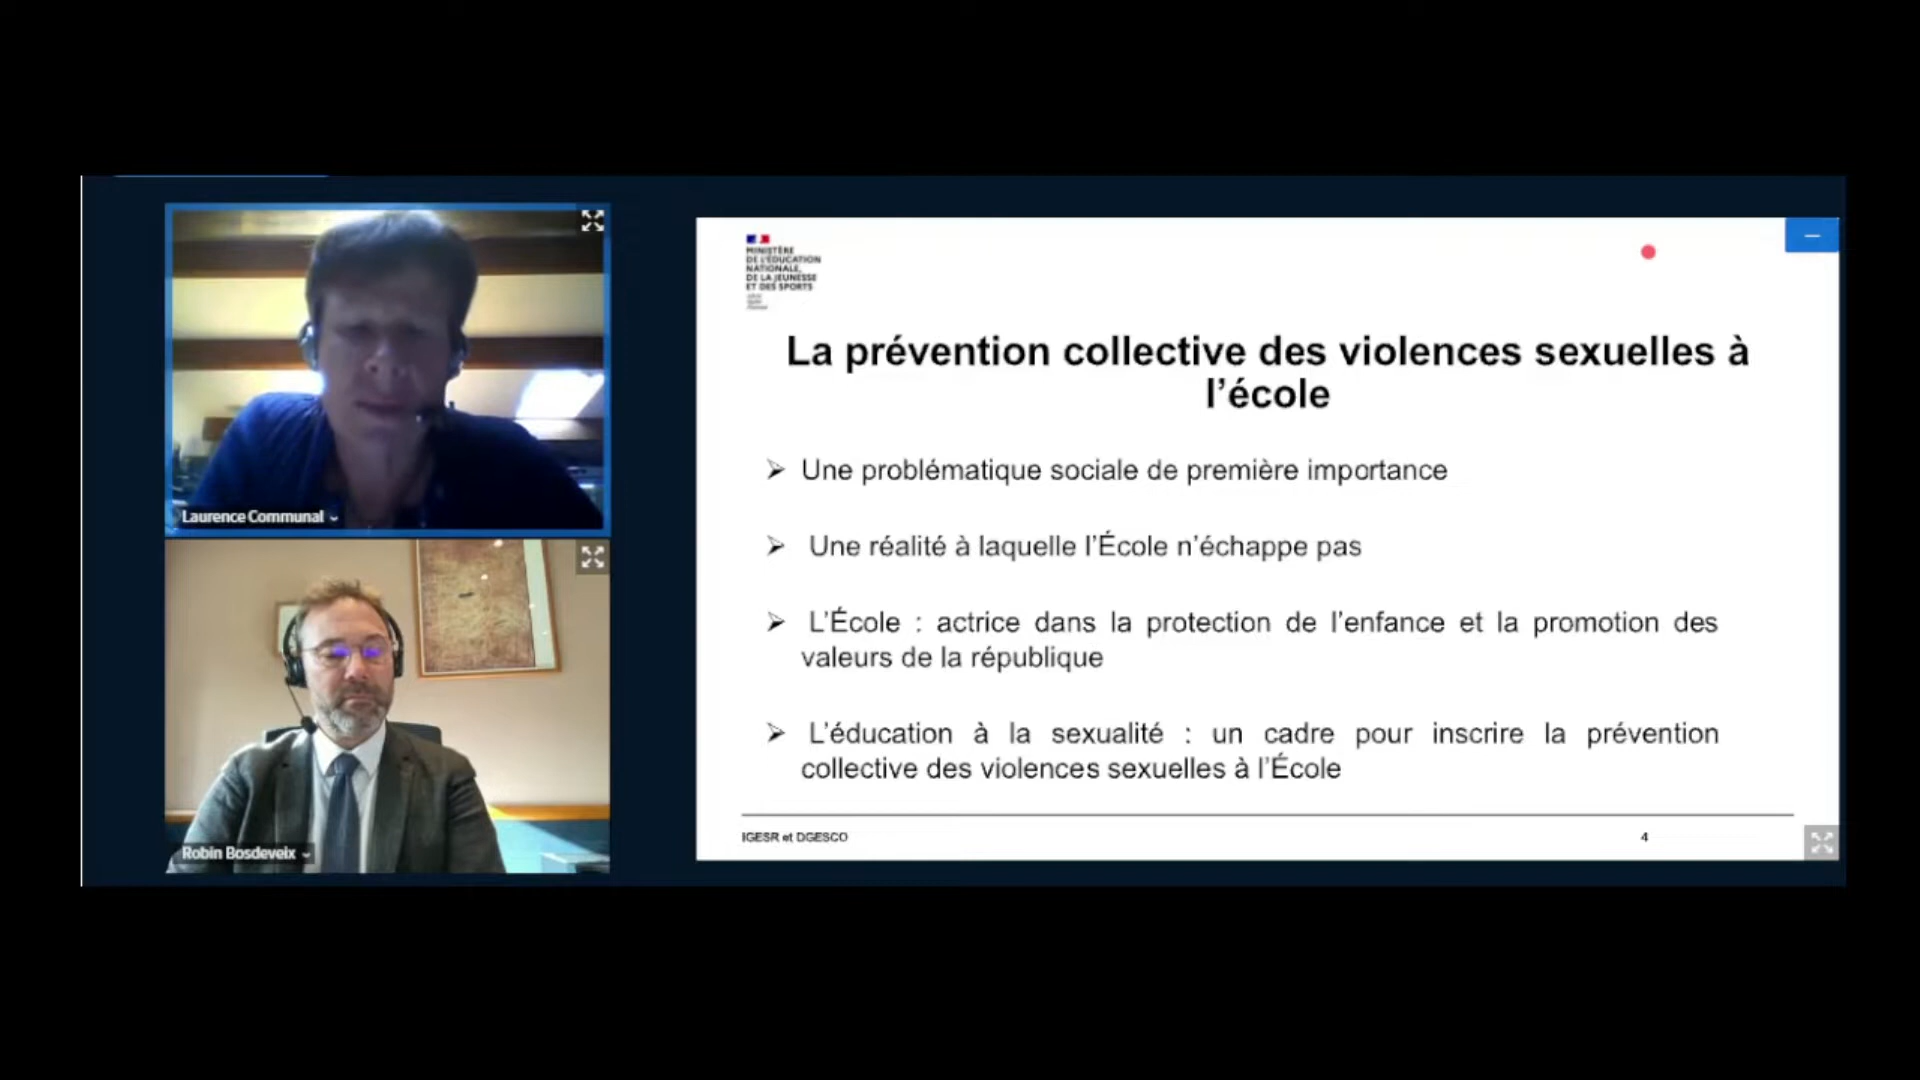 Laurence Communal
Robin Bosdeveix
MINISTÈRE
DE L'ÉDUCATION
NATIONALE,
DE LA JEUNESSE
ET DES SPORTS
La prévention collective des violences sexuelles à
l'école
➢ Une problématique sociale de première importance
➢ Une réalité à laquelle l'École n'échappe pas
➢ L'École : actrice dans la protection de l'enfance et la promotion des
valeurs de la république
➢ L'éducation à la sexualité : un cadre pour inscrire la prévention
collective des violences sexuelles à l'École
IGESR et DGESCO
4